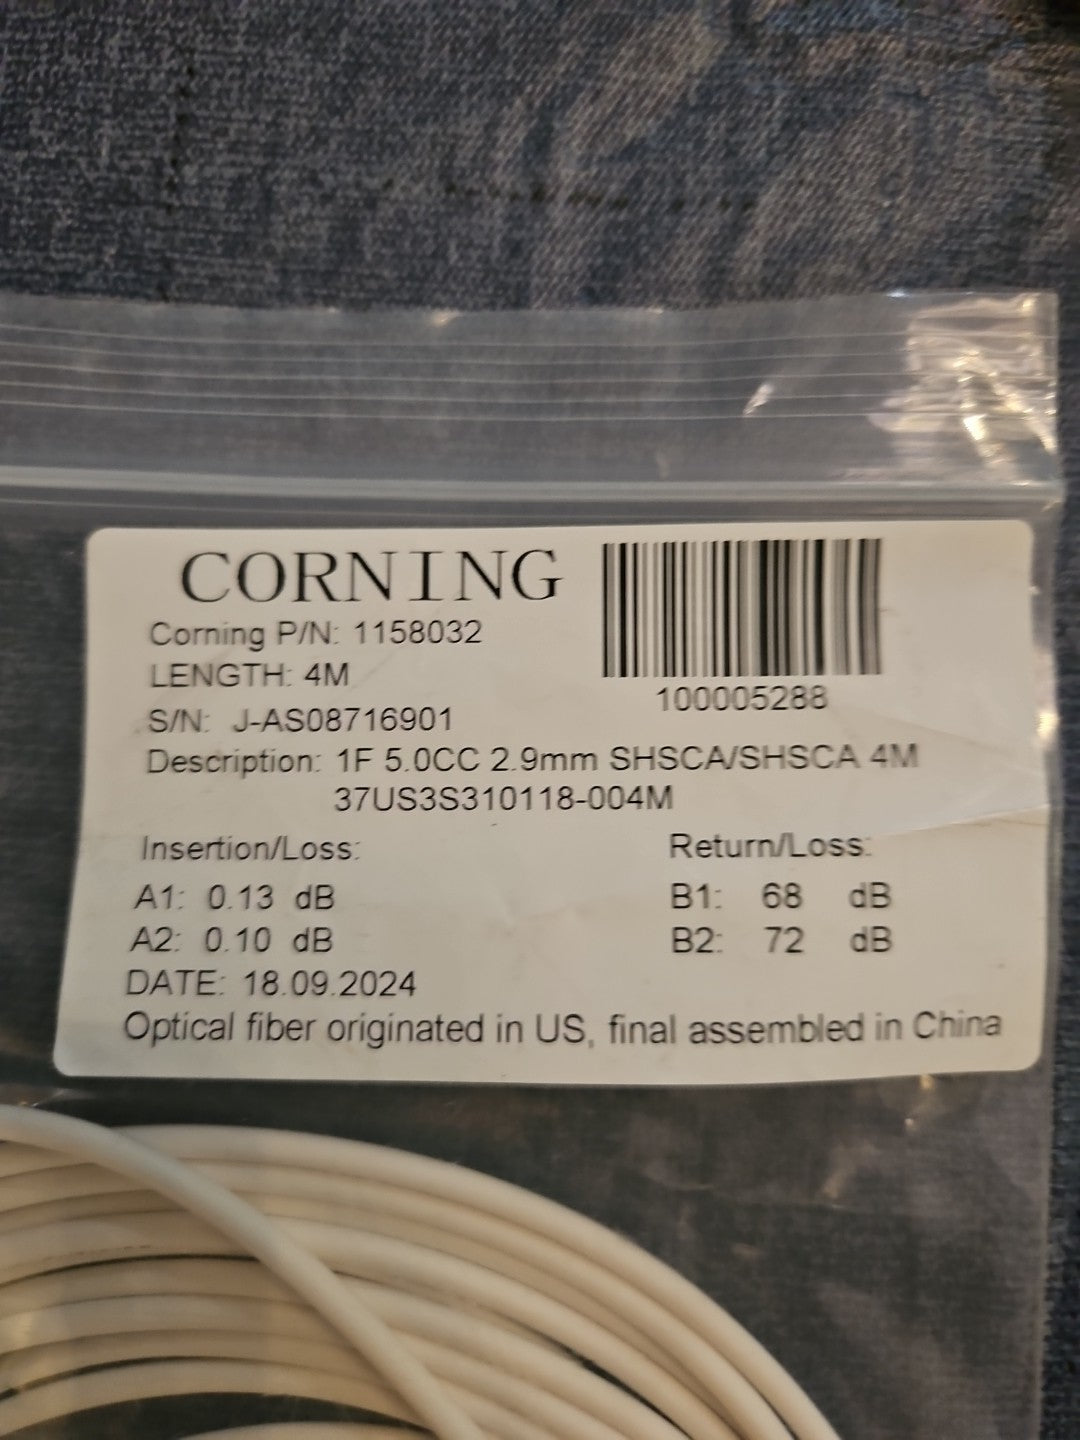 CORNING
Corning P/N: 1158032
LENGTH: 4M
100005288
S/N: J-AS08716901
Description: 1F 5.0CC 2.9mm SHSCA/SHSCA 4M
37US3S310118-004M
Insertion/Loss: Return/Loss:
A1: 0.13 dB B1: 68 dB
A2: 0.10 dB B2: 72 dB
DATE: 18.09.2024
Optical fiber originated in US, final assembled in China